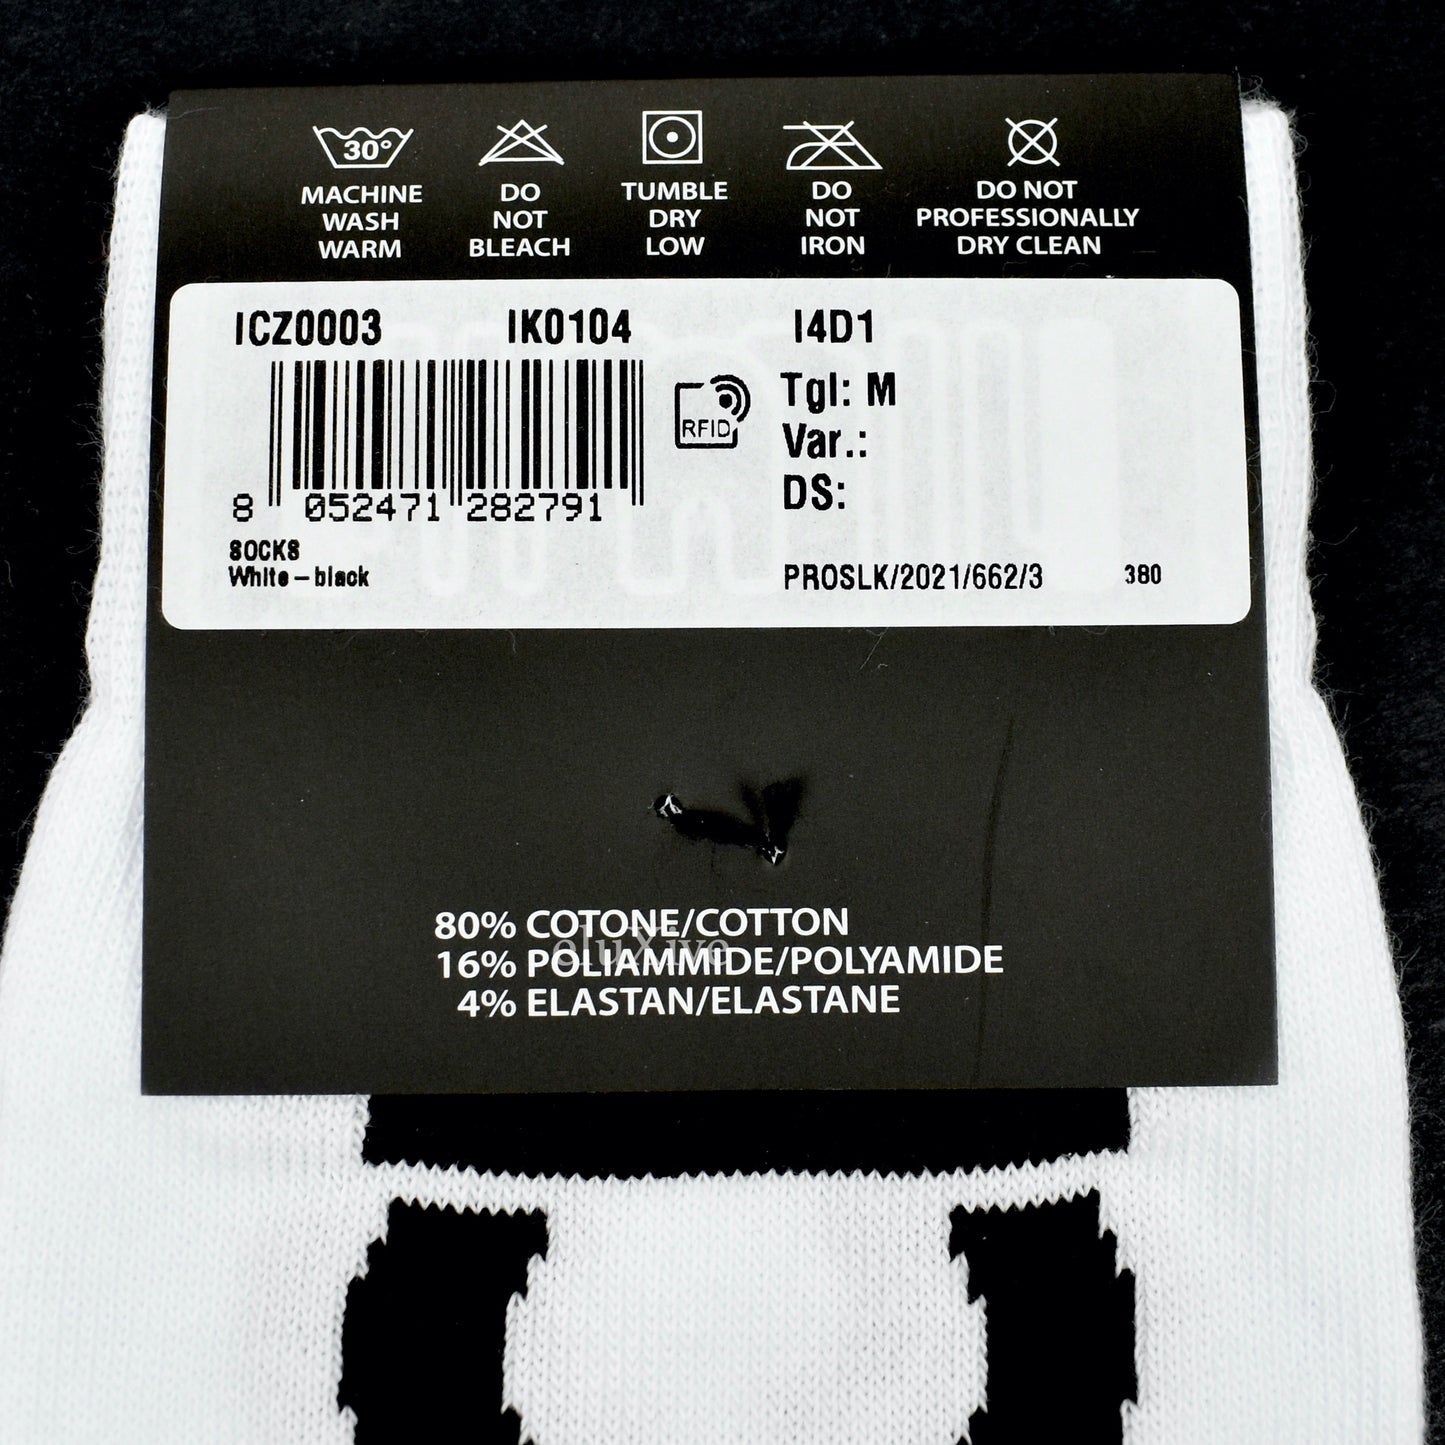 30°
MACHINE WASH WARM
DO NOT BLEACH
TUMBLE DRY LOW
DO NOT IRON
DO NOT PROFESSIONALLY DRY CLEAN
ICZ0003 IK0104 I4D1
RFID
Tgl: M
Var.:
DS:
8 052471 282791
SOCKS
White – black
PROSLK/2021/662/3 380
80% COTONE/COTTON
eluXive
16% POLIAMMIDE/POLYAMIDE
4% ELASTAN/ELASTANE